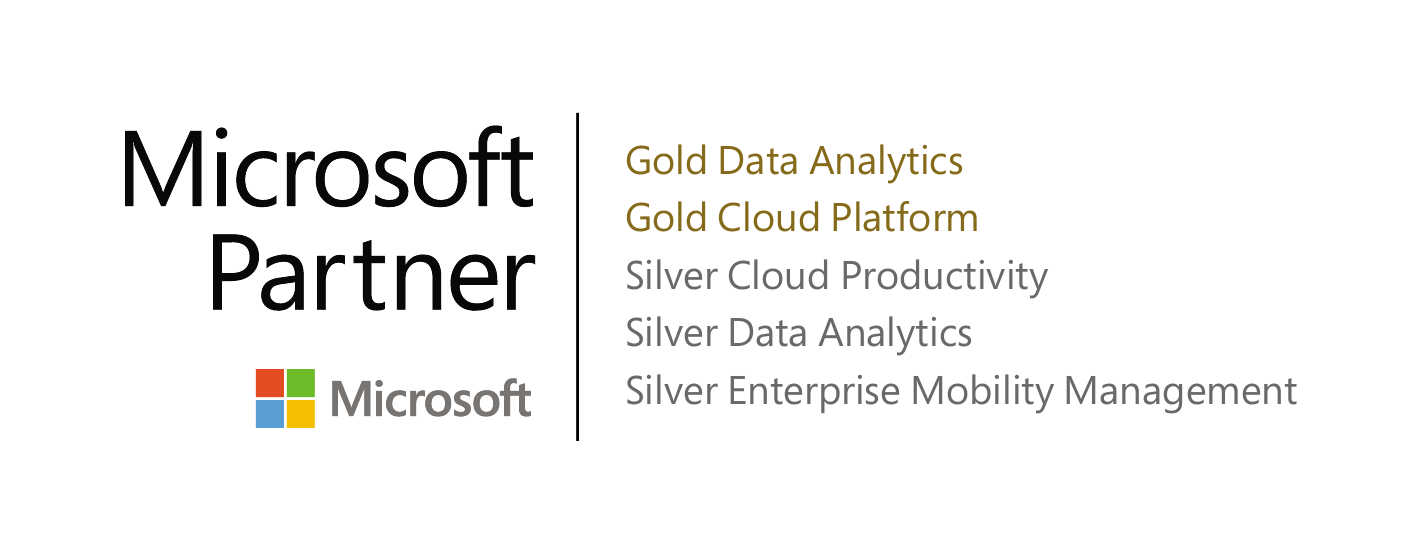 Microsoft
Partner
Microsoft
Gold Data Analytics
Gold Cloud Platform
Silver Cloud Productivity
Silver Data Analytics
Silver Enterprise Mobility Management